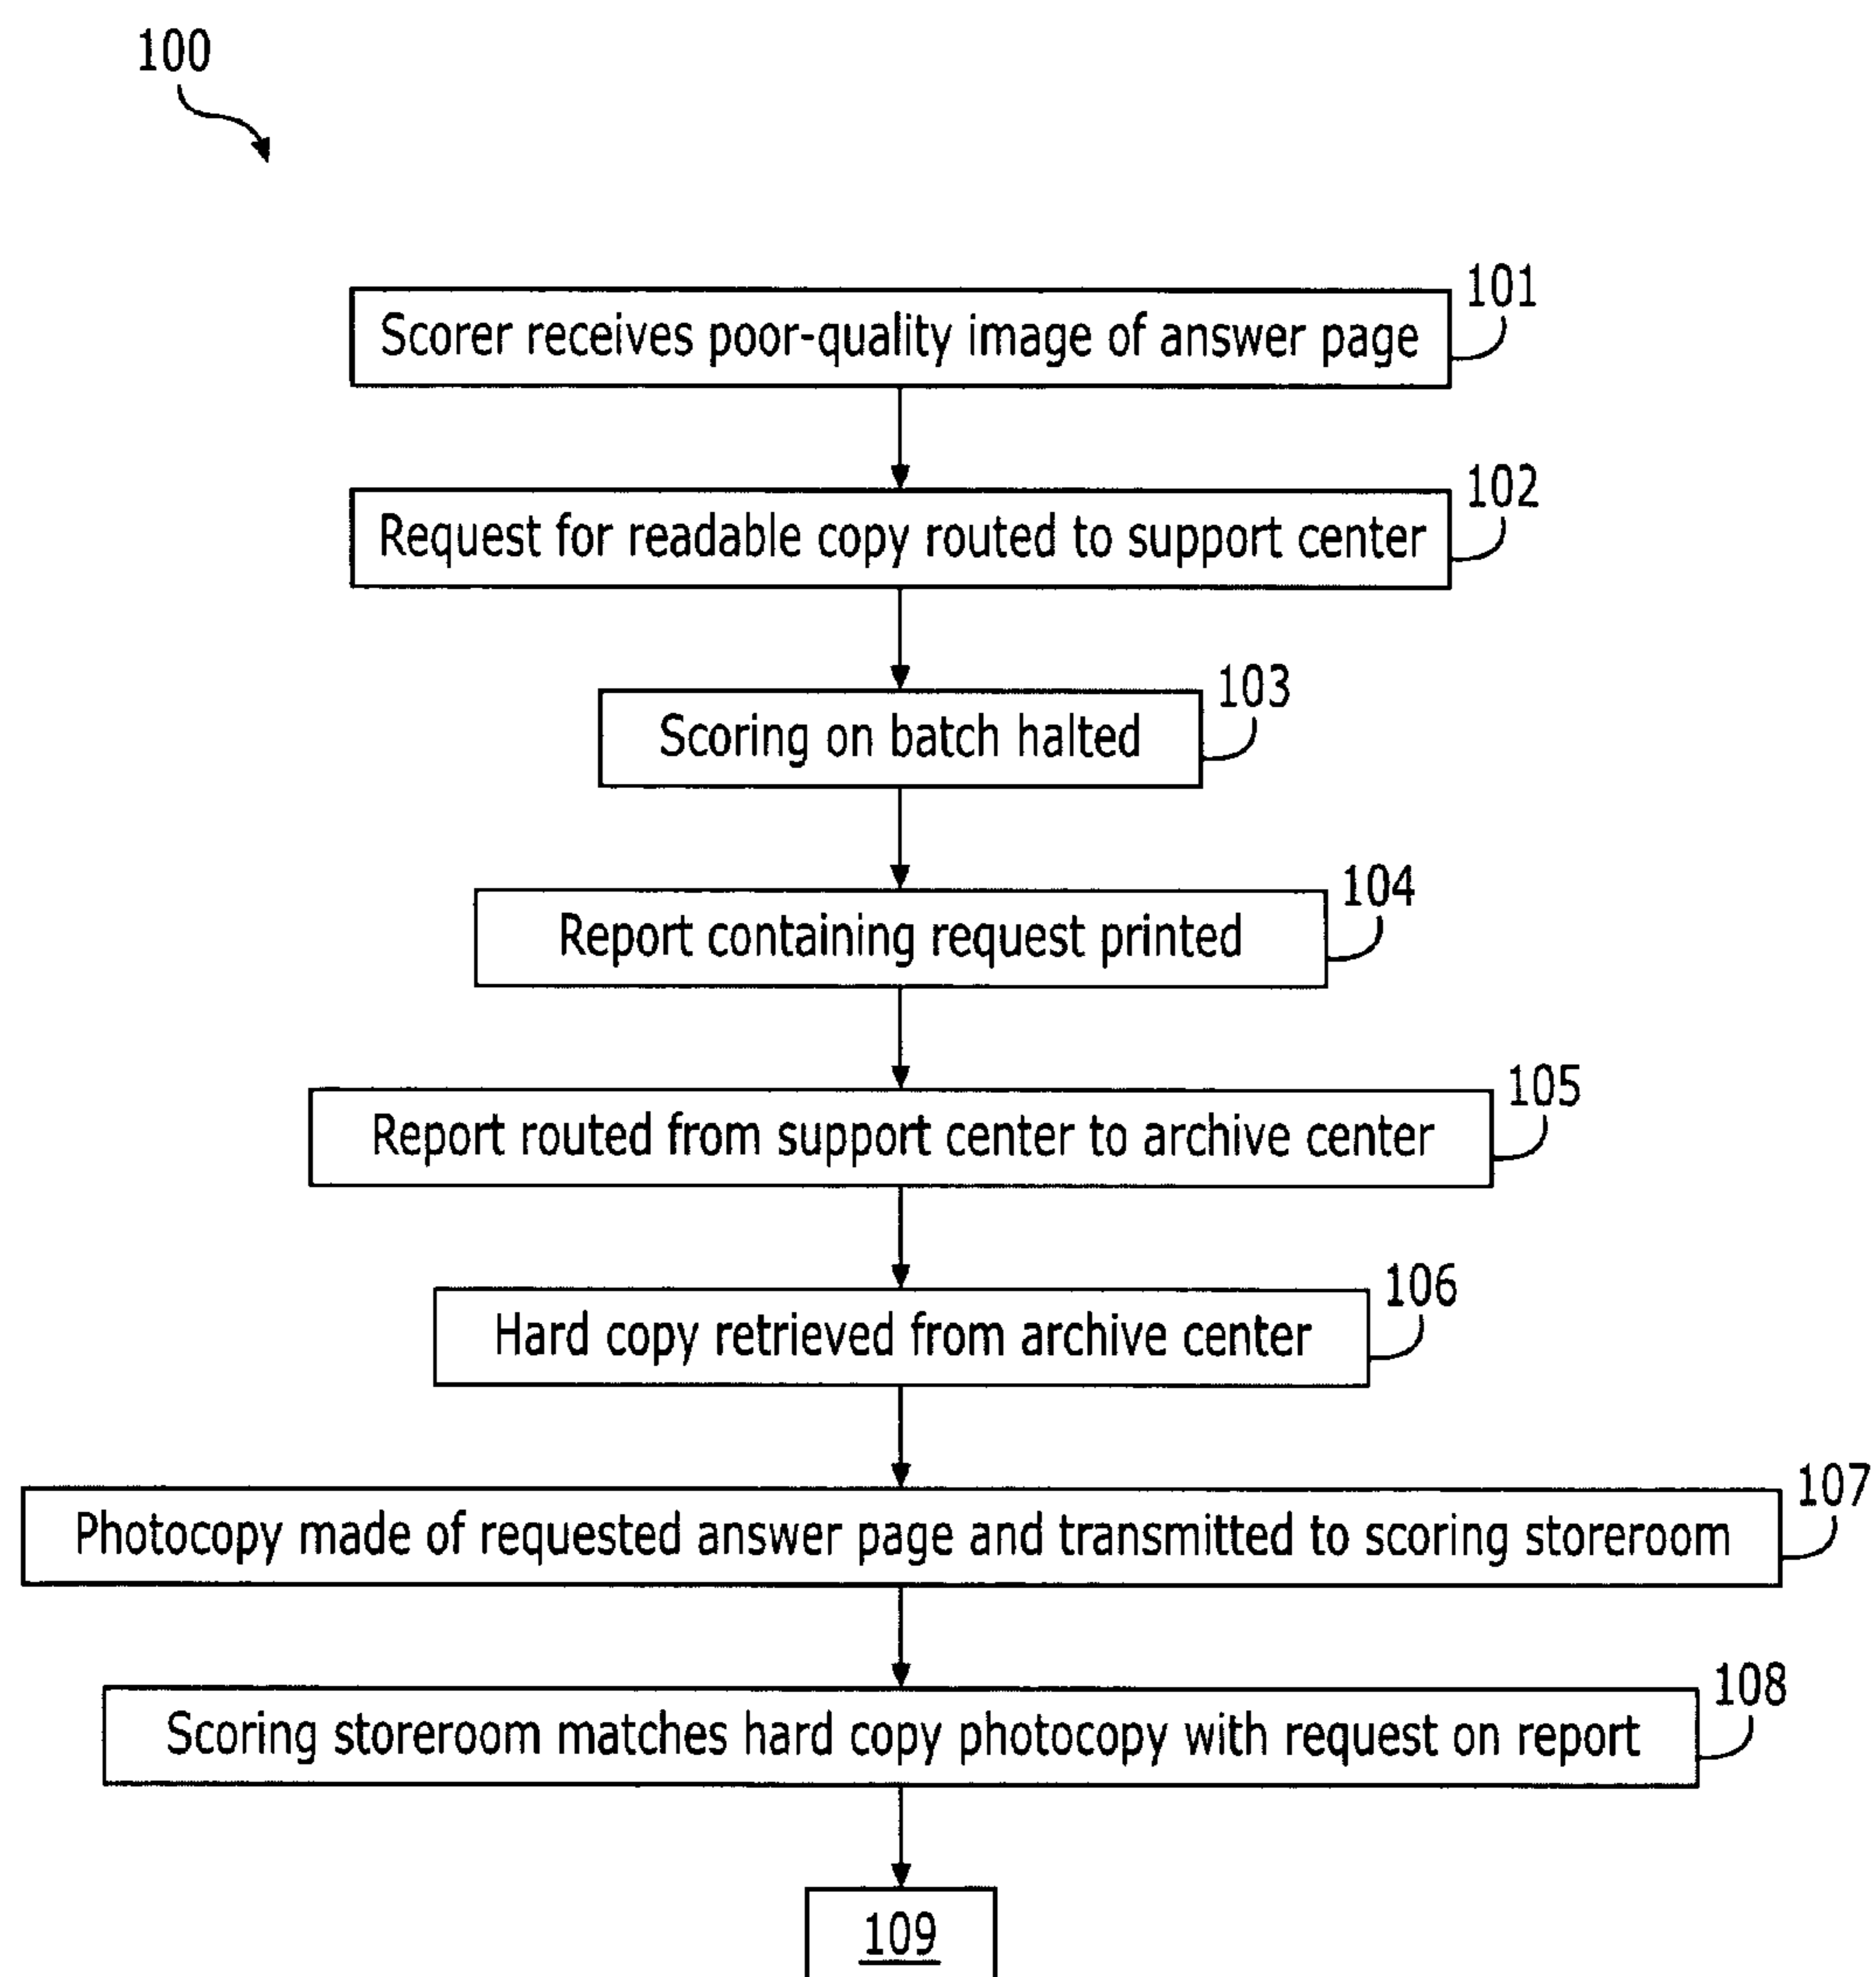 100
101
Scorer receives poor-quality image of answer page
102
Request for readable copy routed to support center
103
Scoring on batch halted
104
Report containing request printed
105
Report routed from support center to archive center
106
Hard copy retrieved from archive center
107
Photocopy made of requested answer page and transmitted to scoring storeroom
108
Scoring storeroom matches hard copy photocopy with request on report
109